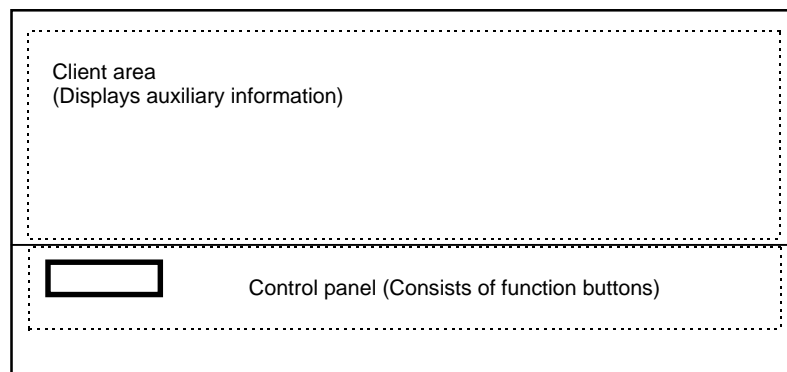 Client area
(Displays auxiliary information)
Control panel (Consists of function buttons)